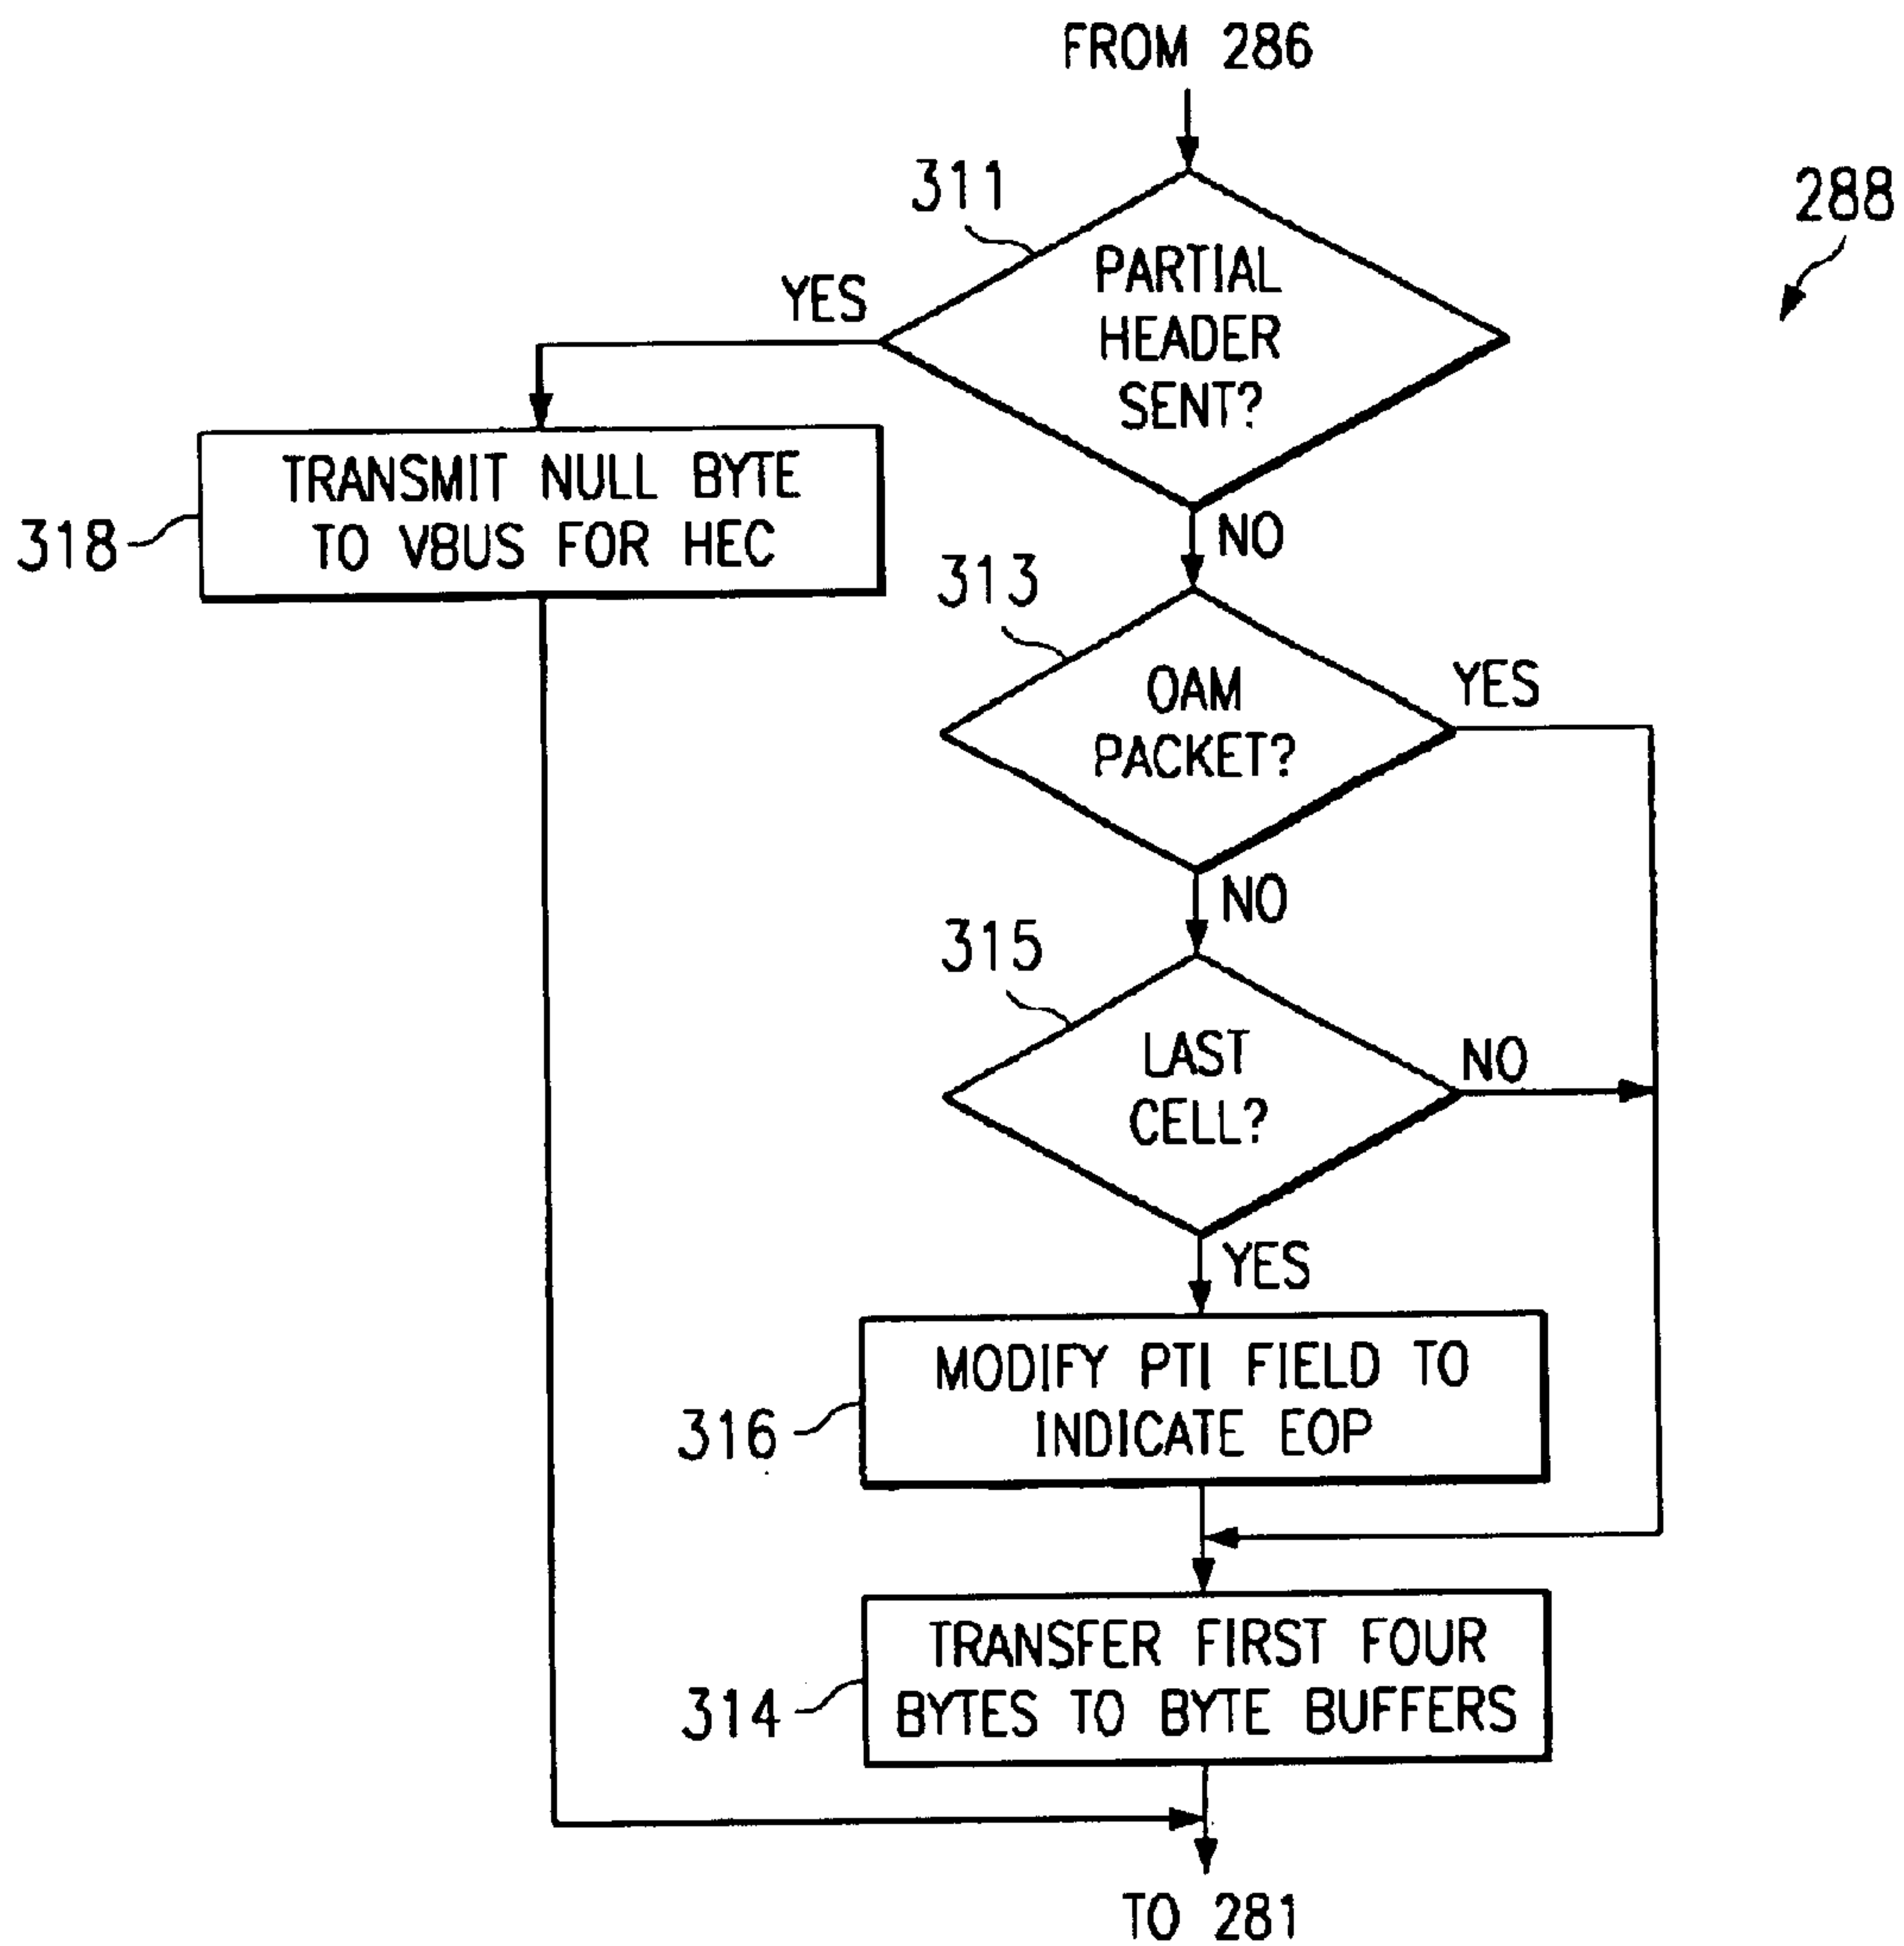 FROM 286
311
288
PARTIAL
HEADER
SENT?
YES
TRANSMIT NULL BYTE
TO VBUS FOR HEC
318
NO
313
OAM
PACKET?
YES
NO
315
LAST
CELL?
NO
YES
MODIFY PTI FIELD TO
INDICATE EOP
316
TRANSFER FIRST FOUR
BYTES TO BYTE BUFFERS
314
TO 281